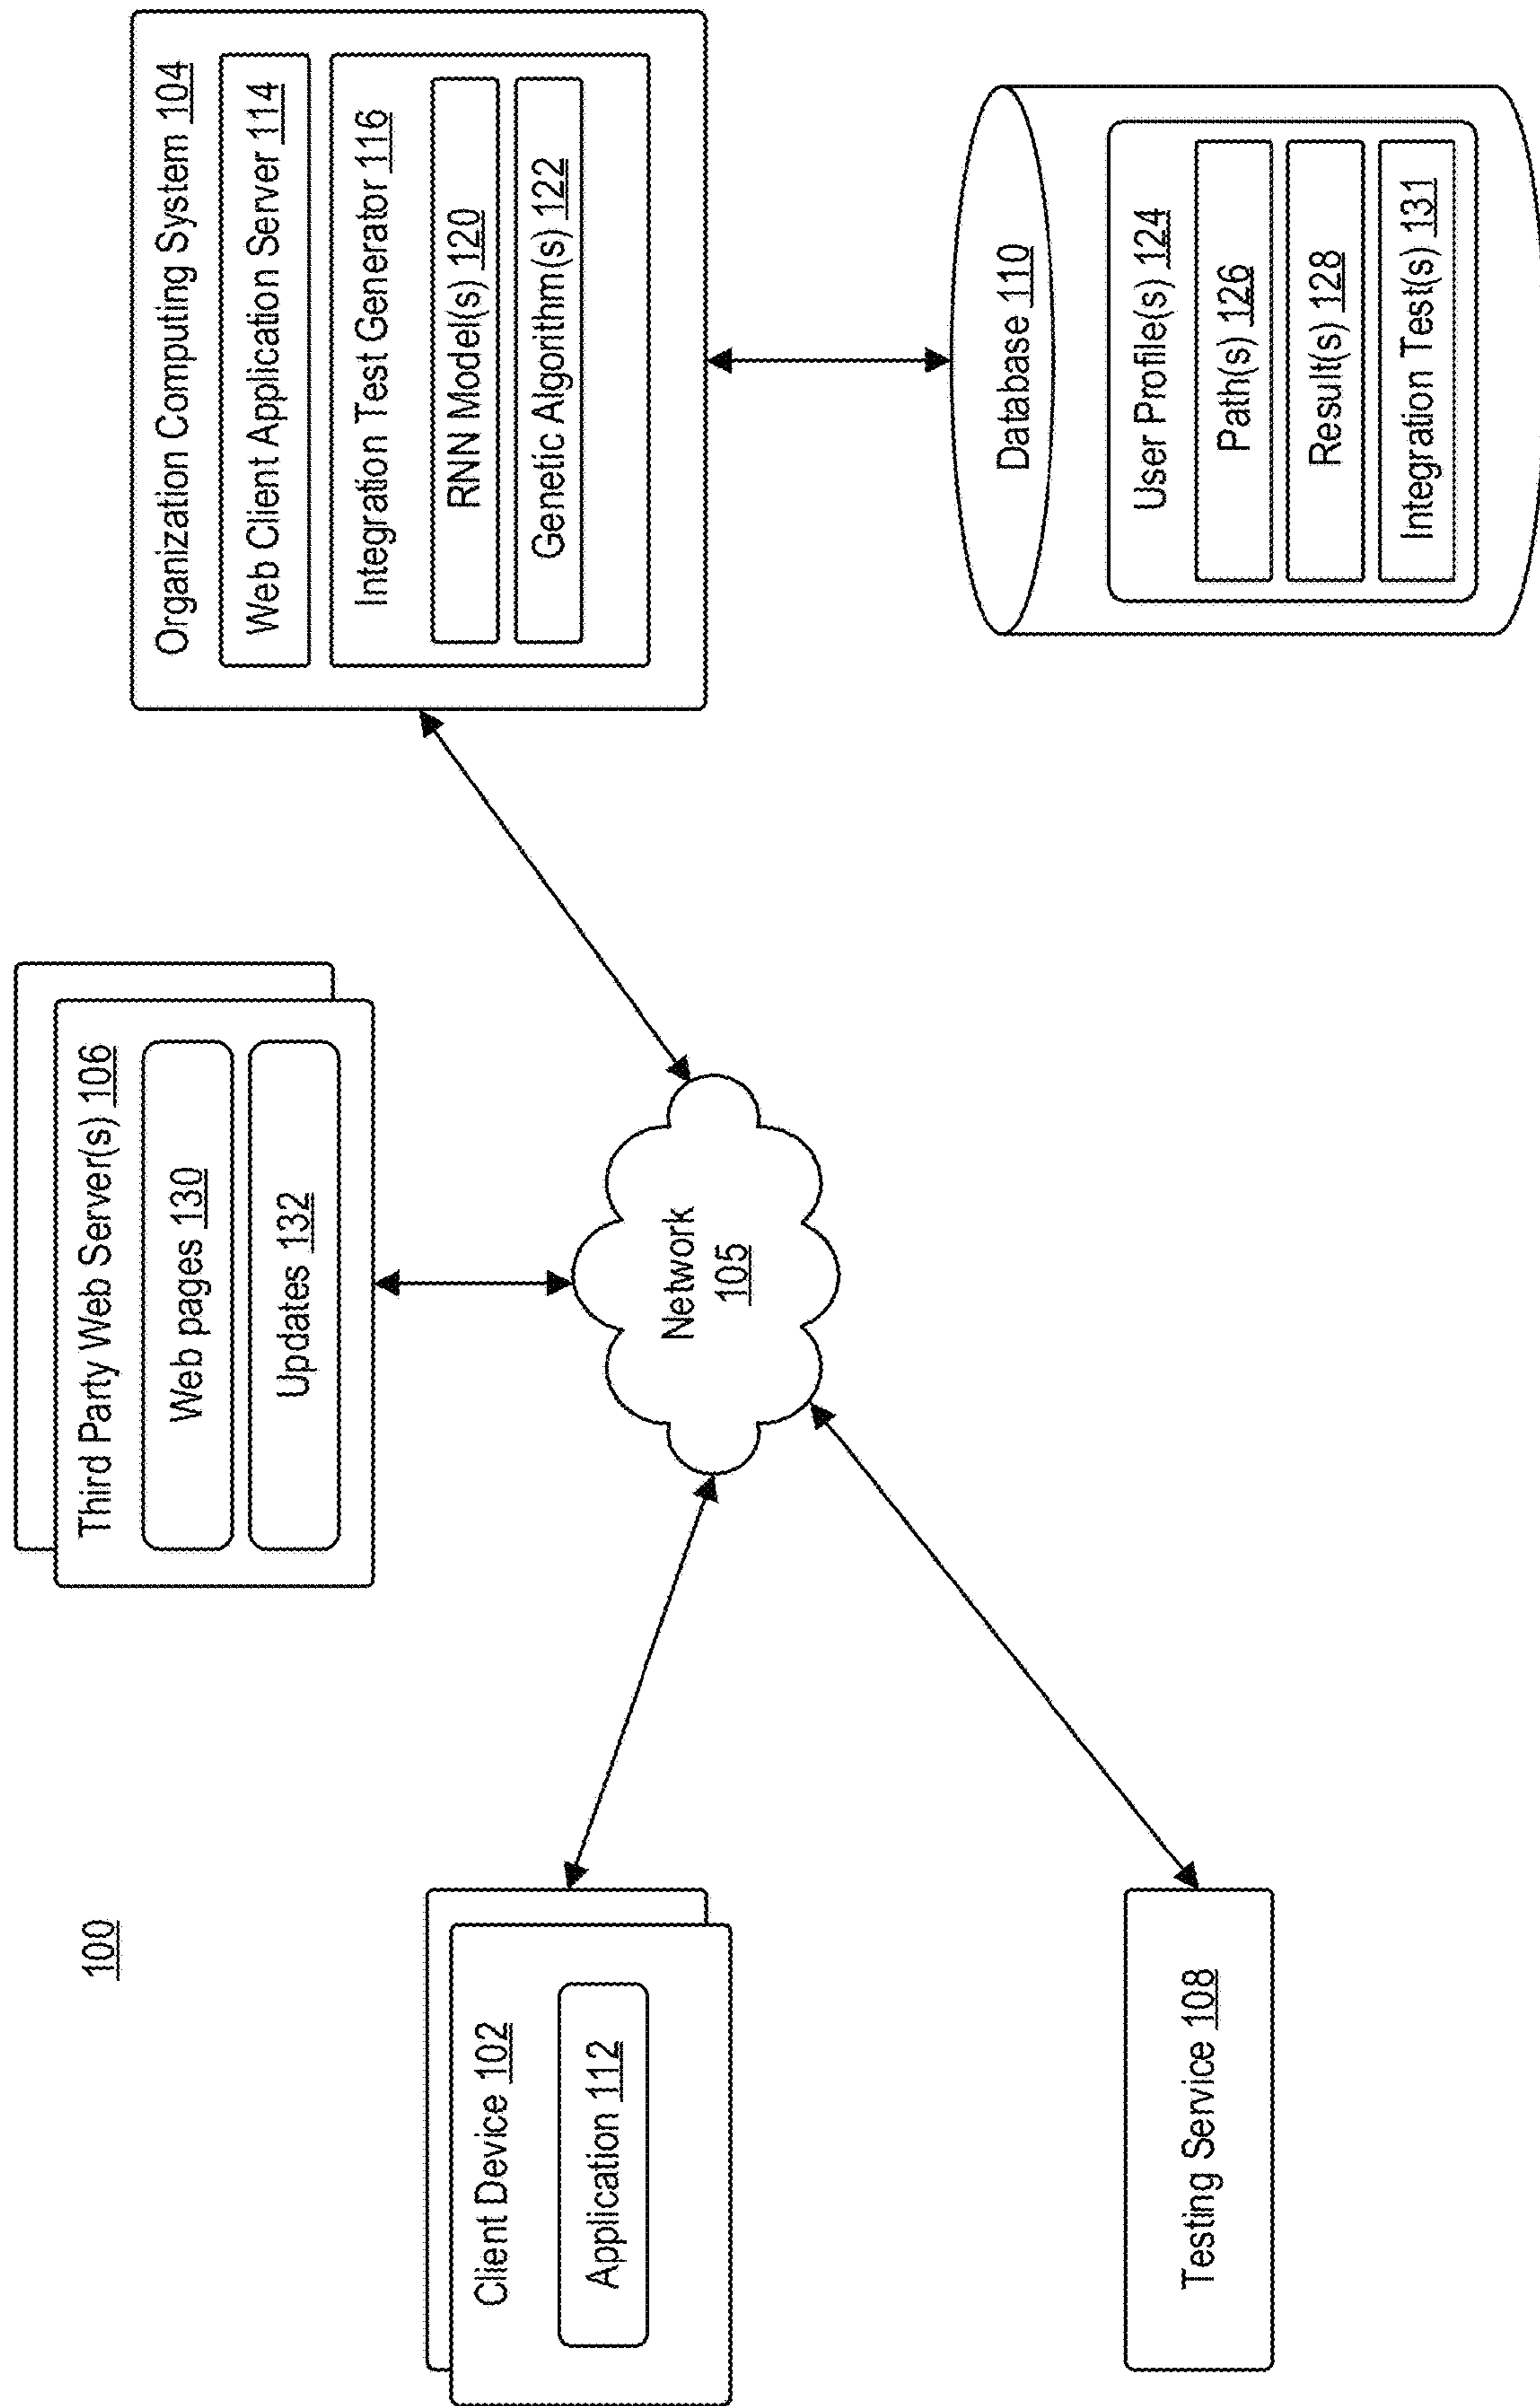 100
Client Device 102
Application 112
Testing Service 108
Third Party Web Server(s) 106
Web pages 130
Updates 132
Network
105
Organization Computing System 104
Web Client Application Server 114
Integration Test Generator 116
RNN Model(s) 120
Genetic Algorithm(s) 122
Database 110
User Profile(s) 124
Path(s) 126
Result(s) 128
Integration Test(s) 131